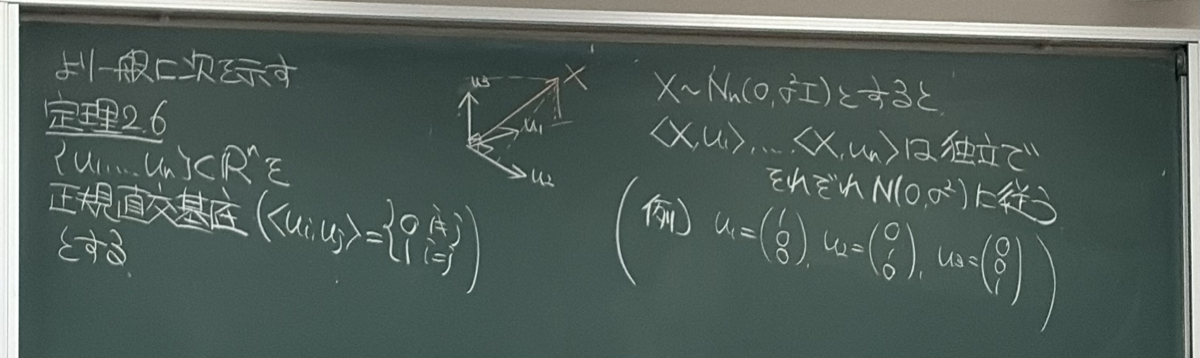 より一般に次を示す
定理2.6
{u₁,…,uₙ}⊂Rⁿを
正規直交基底(<uᵢ,uⱼ>={0 i≠j
1 i=j)
とする
u₃
X
u₁
u₂
X~Nₙ(0,σ²I)とすると
<X,u₁>,…,<X,uₙ>は独立で
それぞれN(0,σ²)に従う
(例) u₁=(1 0 0), u₂=(0 1 0), u₃=(0 0 1))